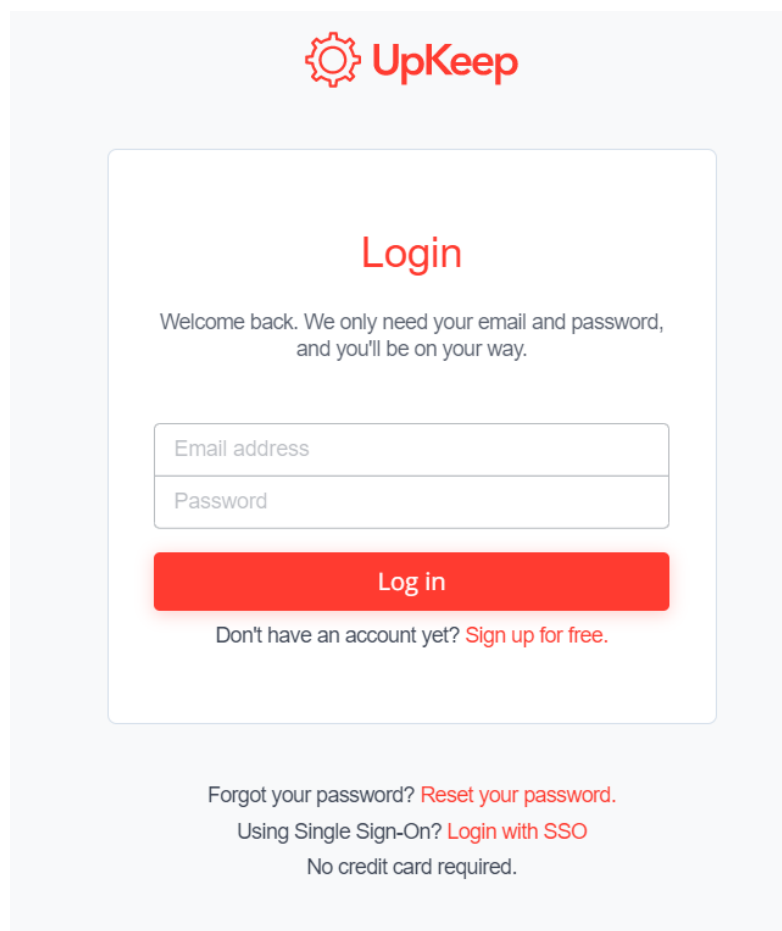 UpKeep
Login
Welcome back. We only need your email and password,
and you'll be on your way.
Email address
Password
Log in
Don't have an account yet? Sign up for free.
Forgot your password? Reset your password.
Using Single Sign-On? Login with SSO
No credit card required.